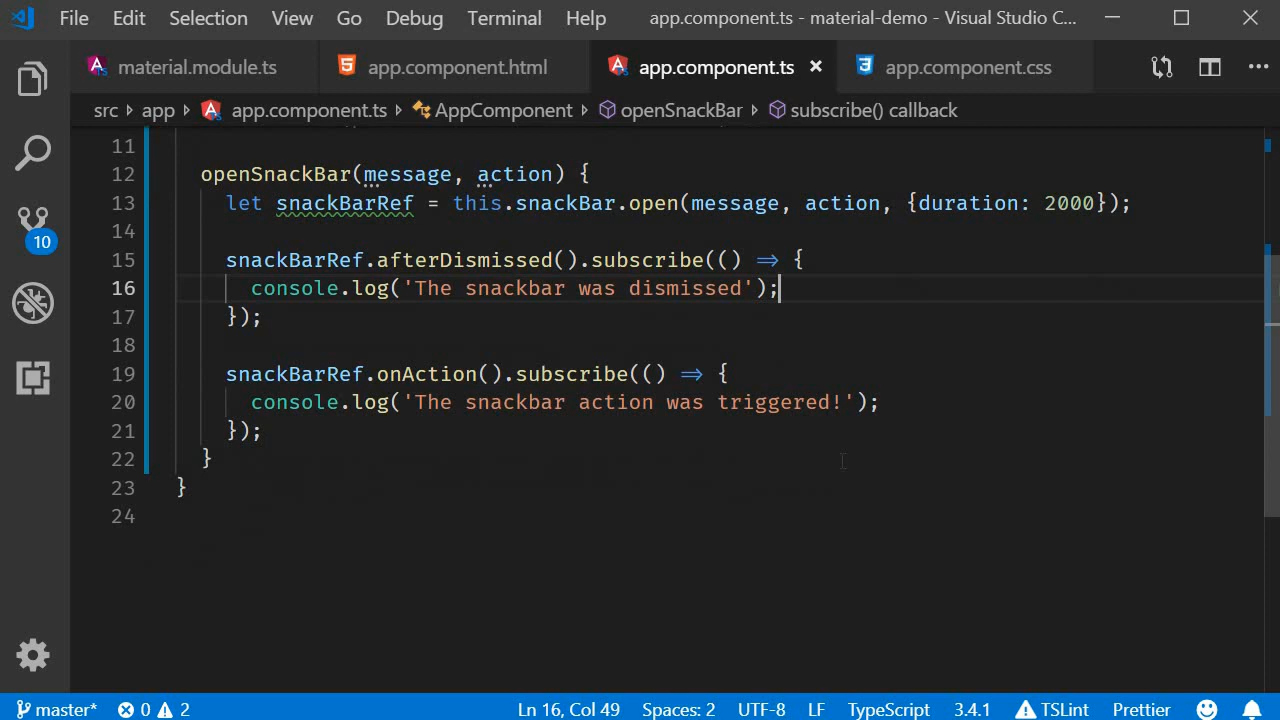 File Edit Selection View Go Debug Terminal Help app.component.ts - material-demo - Visual Studio C...
material.module.ts app.component.html app.component.ts app.component.css
src › app › app.component.ts › AppComponent › openSnackBar › subscribe() callback
11
12 openSnackBar(message, action) {
13 let snackBarRef = this.snackBar.open(message, action, {duration: 2000});
14
15 snackBarRef.afterDismissed().subscribe(() => {
16 console.log('The snackbar was dismissed');
17 });
18
19 snackBarRef.onAction().subscribe(() => {
20 console.log('The snackbar action was triggered!');
21 });
22 }
23 }
24
10
master* 0 2 Ln 16, Col 49 Spaces: 2 UTF-8 LF TypeScript 3.4.1 TSLint Prettier